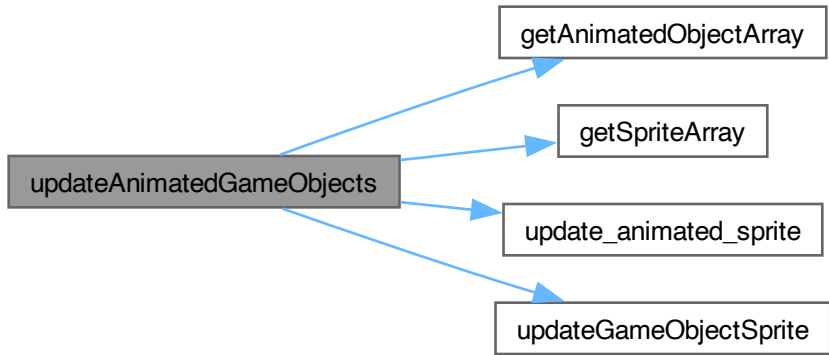 getAnimatedObjectArray
getSpriteArray
updateAnimatedGameObjects
update_animated_sprite
updateGameObjectSprite